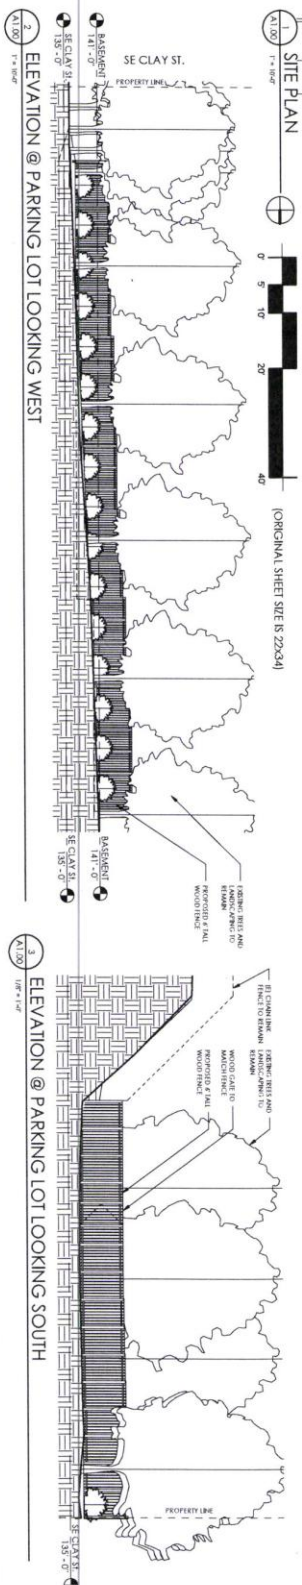 1
A1.00
SITE PLAN
1" = 10'-0"
0'
5'
10'
20'
40'
(ORIGINAL SHEET SIZE IS 22x34)
SE CLAY ST.
PROPERTY LINE
BASEMENT
141' - 0"
SE CLAY ST.
135' - 0"
EXISTING TREES AND
LANDSCAPING TO
REMAIN
PROPOSED 6' TALL
WOOD FENCE
BASEMENT
141' - 0"
SE CLAY ST.
135' - 0"
2
A1.00
ELEVATION @ PARKING LOT LOOKING WEST
1" = 10'-0"
(E) CHAIN LINK
FENCE TO REMAIN
EXISTING TREES AND
LANDSCAPING TO
REMAIN
WOOD GATE TO
MATCH FENCE
PROPOSED 6' TALL
WOOD FENCE
PROPERTY LINE
SE CLAY ST.
135' - 0"
3
A1.00
ELEVATION @ PARKING LOT LOOKING SOUTH
1/8" = 1'-0"